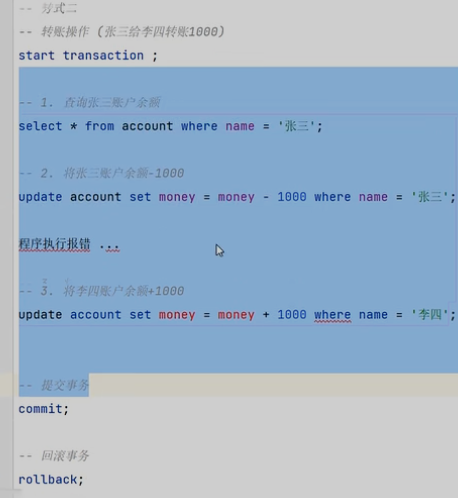 -- 方式二
-- 转账操作 (张三给李四转账1000)
start transaction ;
-- 1. 查询张三账户余额
select * from account where name = '张三';
-- 2. 将张三账户余额-1000
update account set money = money - 1000 where name = '张三';
程序执行报错 ...
-- 3. 将李四账户余额+1000
update account set money = money + 1000 where name = '李四';
-- 提交事务
commit;
-- 回滚事务
rollback;